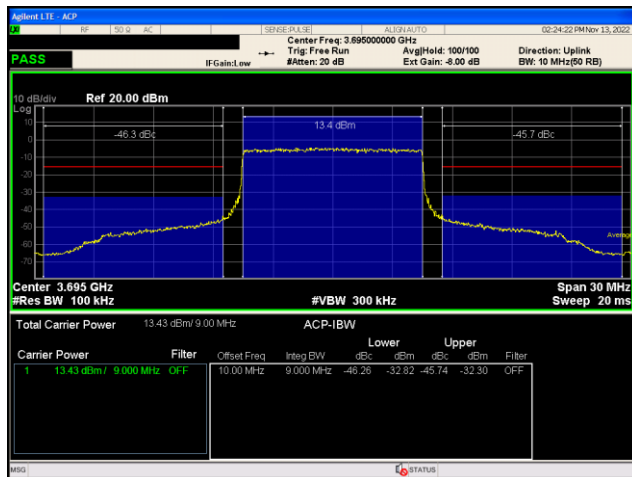 Agilent LTE - ACP
RF 50 Ω AC SENSE:PULSE ALIGNAUTO 02:24:22 PM Nov 13, 2022
Center Freq: 3.695000000 GHz
Trig: Free Run Avg|Hold: 100/100 Direction: Uplink
PASS IFGain:Low #Atten: 20 dB Ext Gain: -8.00 dB BW: 10 MHz(50 RB)
10 dB/div Ref 20.00 dBm
Log
10
0
-10
-20
-30
-40
-50
-60
-70
-46.3 dBc 13.4 dBm -45.7 dBc
Average
Center 3.695 GHz Span 30 MHz
#Res BW 100 kHz #VBW 300 kHz Sweep 20 ms
Total Carrier Power 13.43 dBm/ 9.00 MHz ACP-IBW
Lower Upper
Carrier Power Filter Offset Freq Integ BW dBc dBm dBc dBm Filter
1 13.43 dBm / 9.000 MHz OFF 10.00 MHz 9.000 MHz -46.26 -32.82 -45.74 -32.30 OFF
MSG STATUS